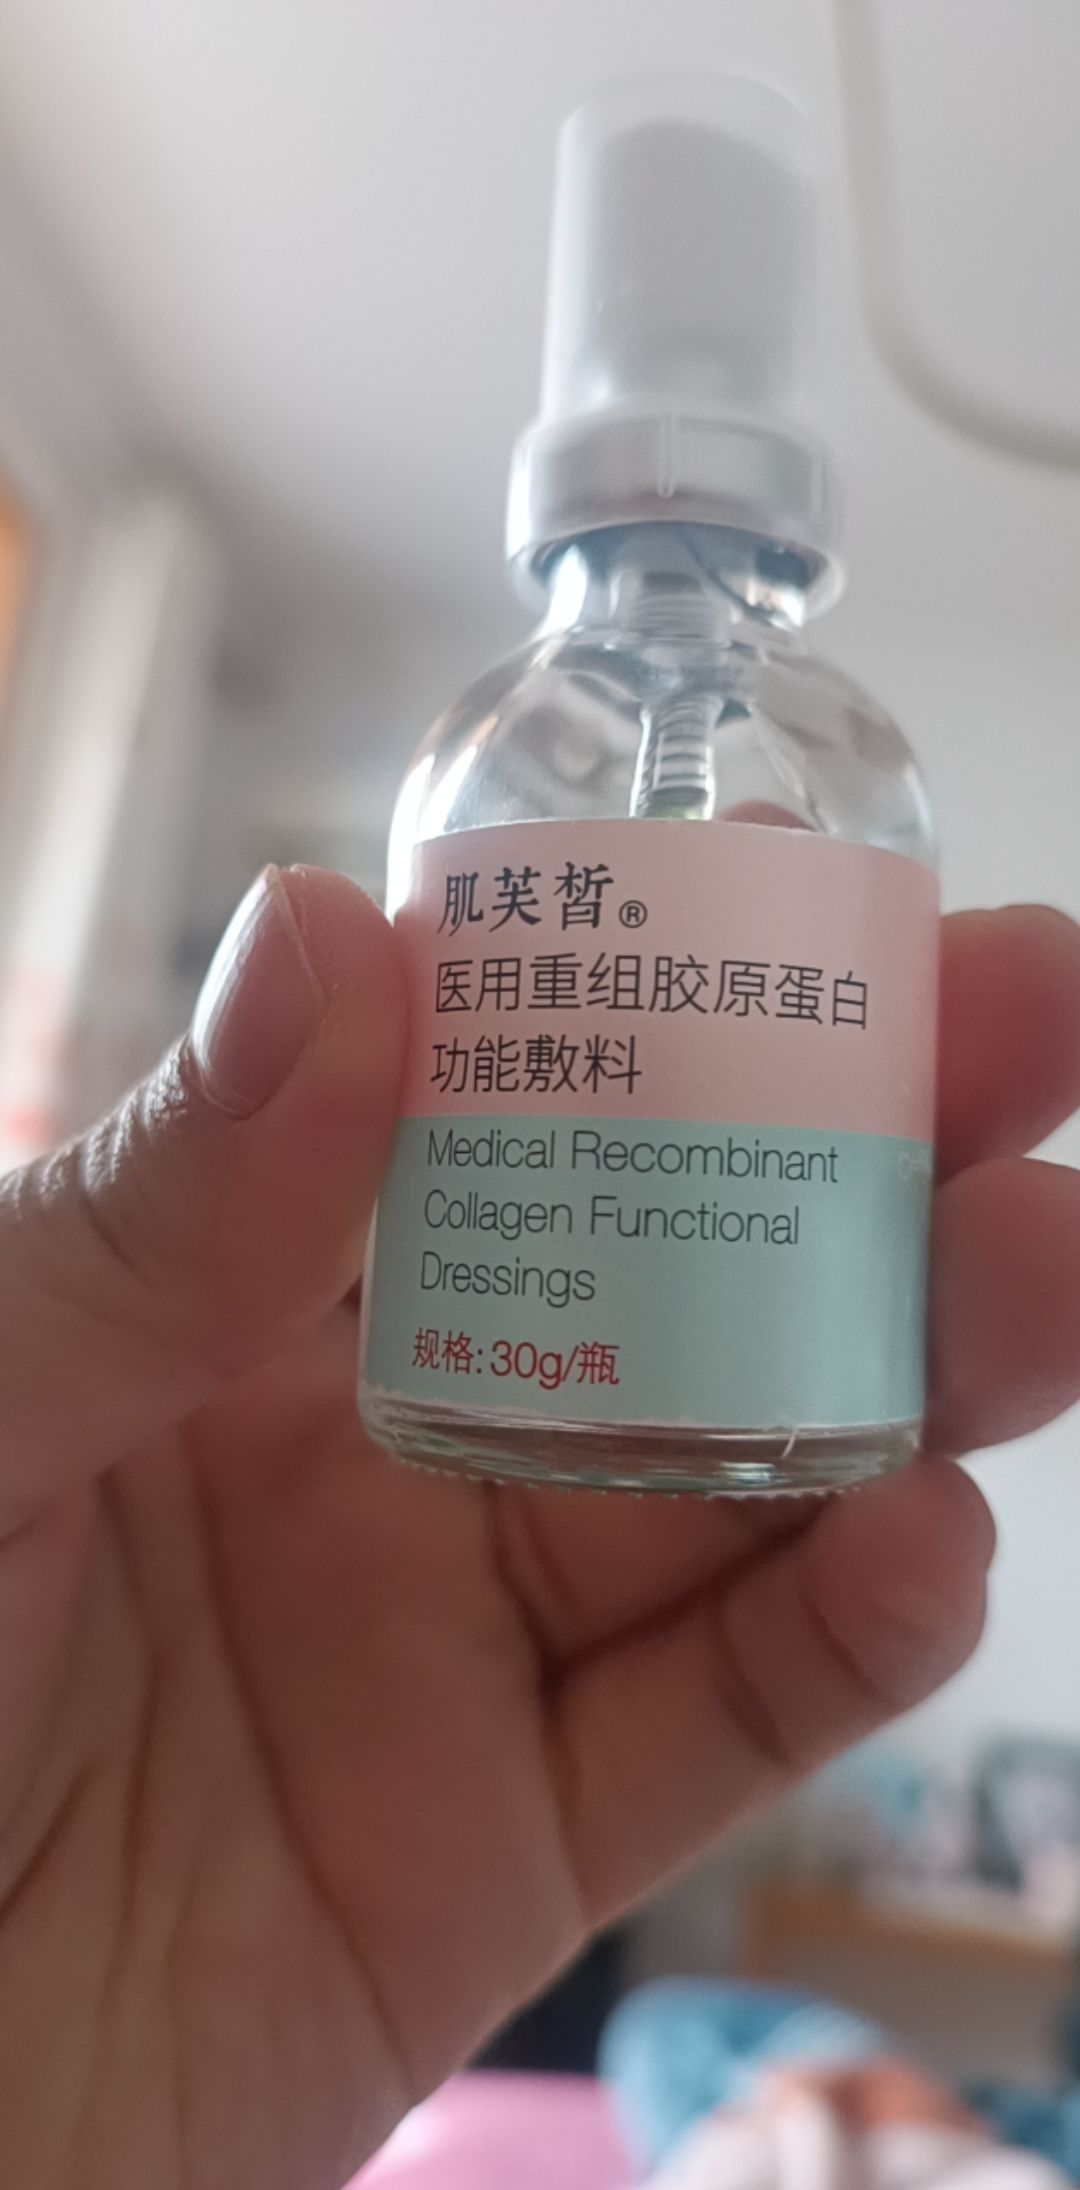 肌芙皙®
医用重组胶原蛋白
功能敷料
Medical Recombinant
Collagen Functional
Dressings
规格:30g/瓶